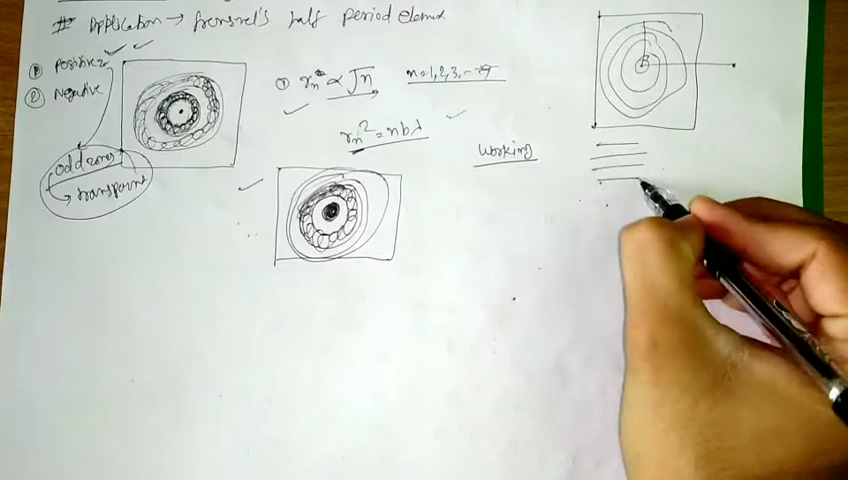 # Application → frensnel's half period element
① positive
② Negative
odd zones
→ transparent
① rₙ ∝ √n n=1,2,3,---
rₙ² = nbλ
working
B